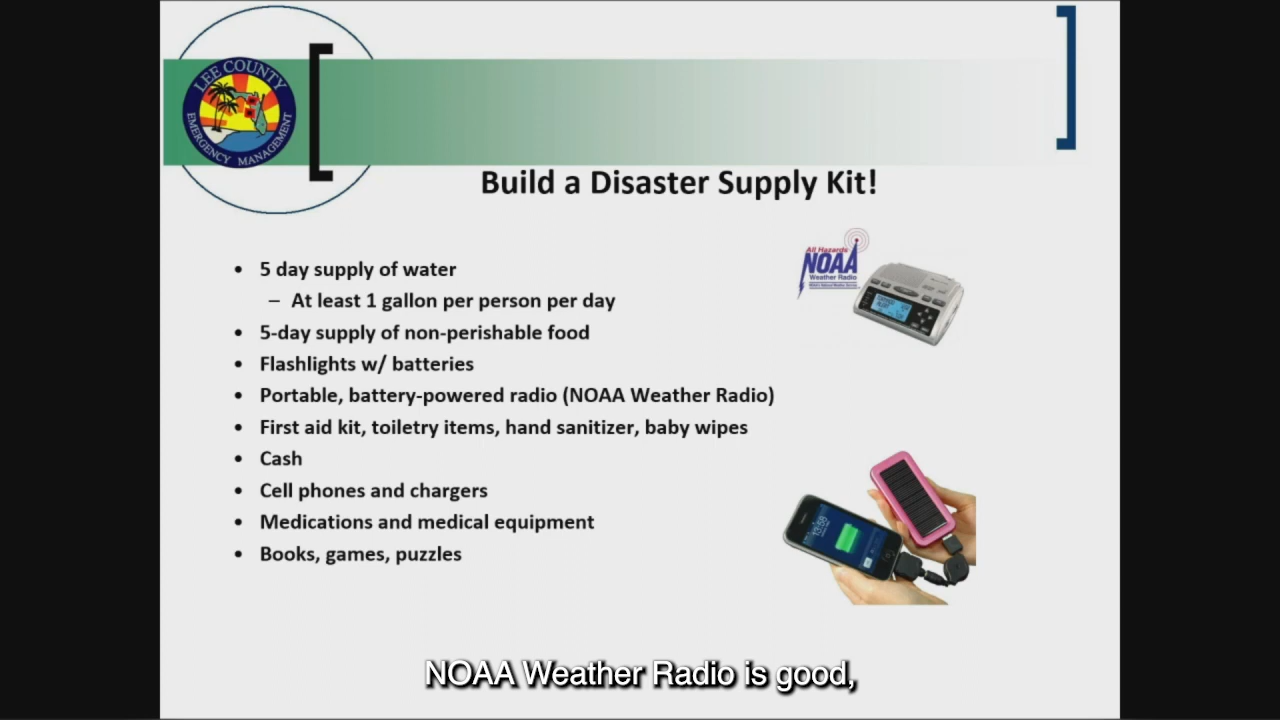 LEE COUNTY
EMERGENCY MANAGEMENT
Build a Disaster Supply Kit!
All Hazards
NOAA
Weather Radio
• 5 day supply of water
– At least 1 gallon per person per day
• 5-day supply of non-perishable food
• Flashlights w/ batteries
• Portable, battery-powered radio (NOAA Weather Radio)
• First aid kit, toiletry items, hand sanitizer, baby wipes
• Cash
• Cell phones and chargers
• Medications and medical equipment
• Books, games, puzzles
NOAA Weather Radio is good,